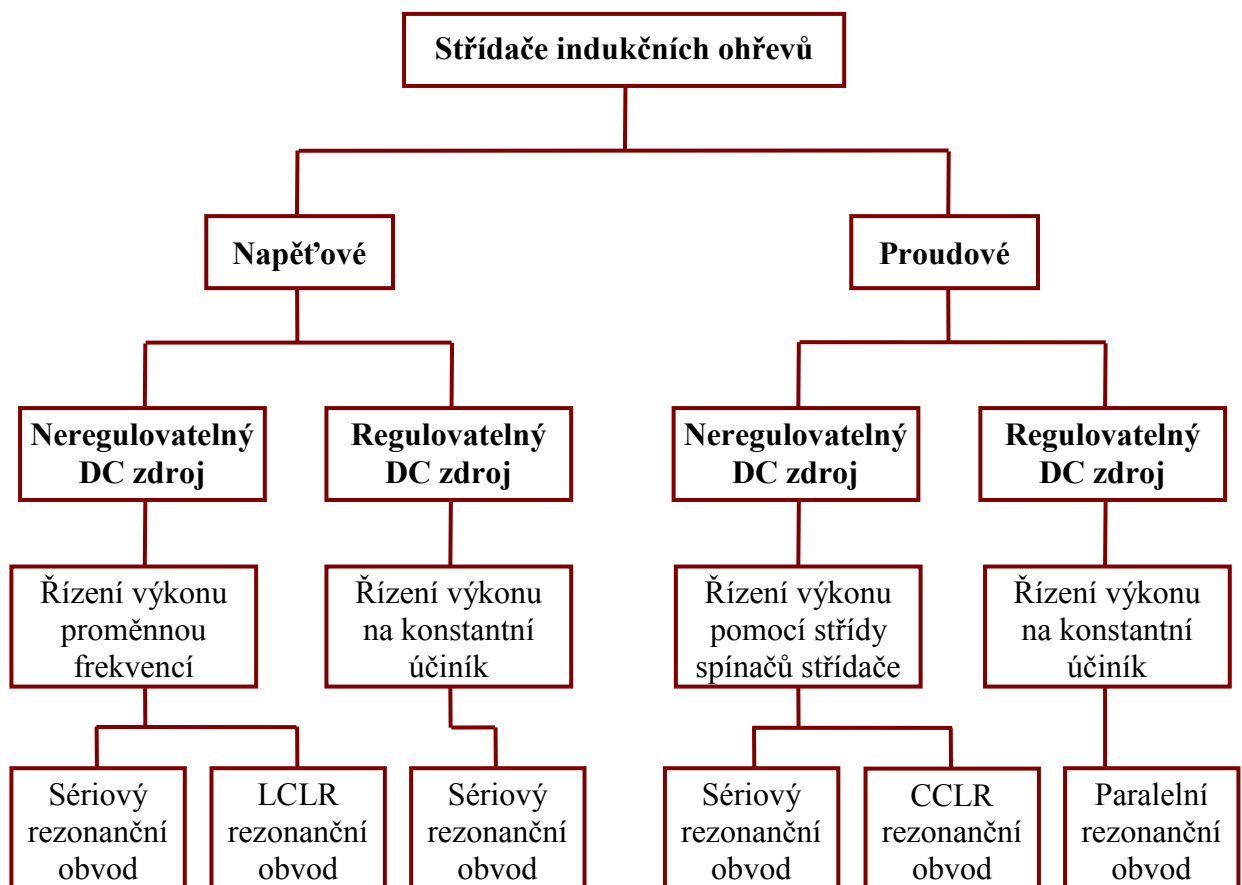 Střídače indukčních ohřevů
Napěťové
Proudové
Neregulovatelný
DC zdroj
Regulovatelný
DC zdroj
Neregulovatelný
DC zdroj
Regulovatelný
DC zdroj
Řízení výkonu
proměnnou
frekvencí
Řízení výkonu
na konstantní
účiník
Řízení výkonu
pomocí střídy
spínačů střídače
Řízení výkonu
na konstantní
účiník
Sériový
rezonanční
obvod
LCLR
rezonanční
obvod
Sériový
rezonanční
obvod
Sériový
rezonanční
obvod
CCLR
rezonanční
obvod
Paralelní
rezonanční
obvod